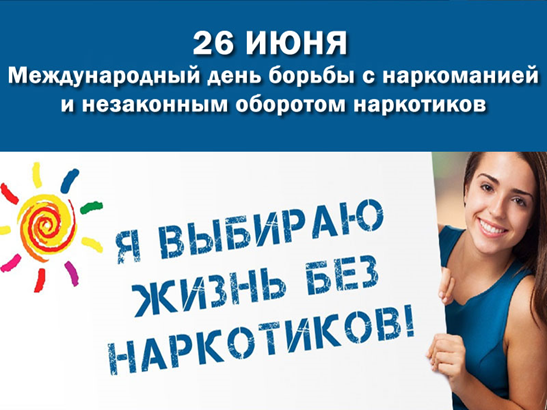 26 ИЮНЯ
Международный день борьбы с наркоманией
и незаконным оборотом наркотиков
Я ВЫБИРАЮ
ЖИЗНЬ БЕЗ
НАРКОТИКОВ!